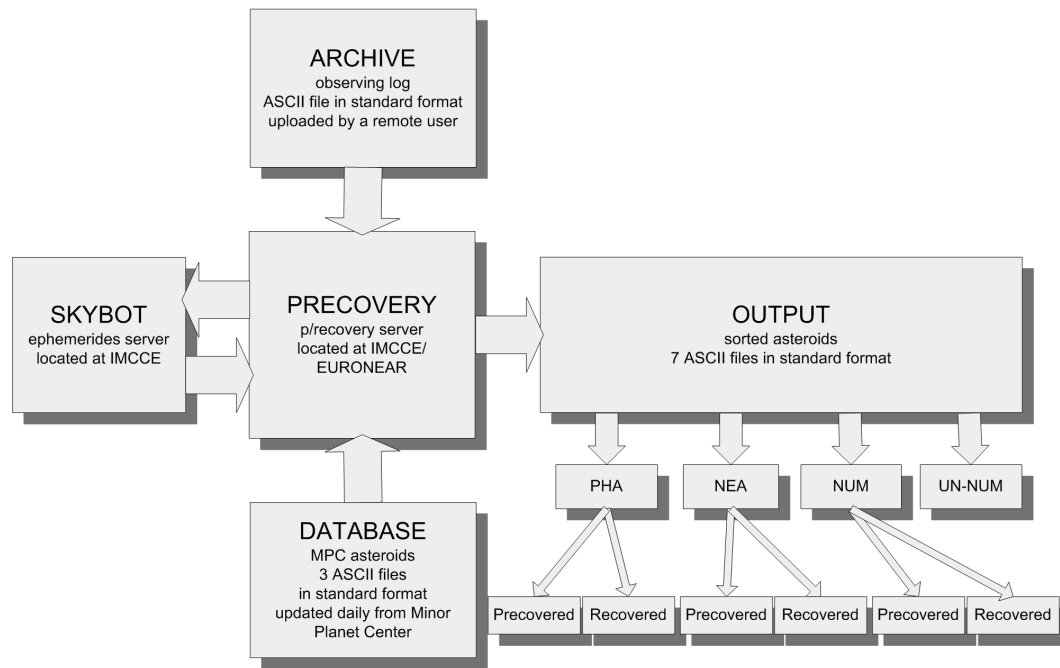 ARCHIVE
observing log
ASCII file in standard format
uploaded by a remote user
SKYBOT
ephemerides server
located at IMCCE
PRECOVERY
p/recovery server
located at IMCCE/
EURONEAR
OUTPUT
sorted asteroids
7 ASCII files in standard format
DATABASE
MPC asteroids
3 ASCII files
in standard format
updated daily from Minor
Planet Center
PHA
NEA
NUM
UN-NUM
Precovered
Recovered
Precovered
Recovered
Precovered
Recovered